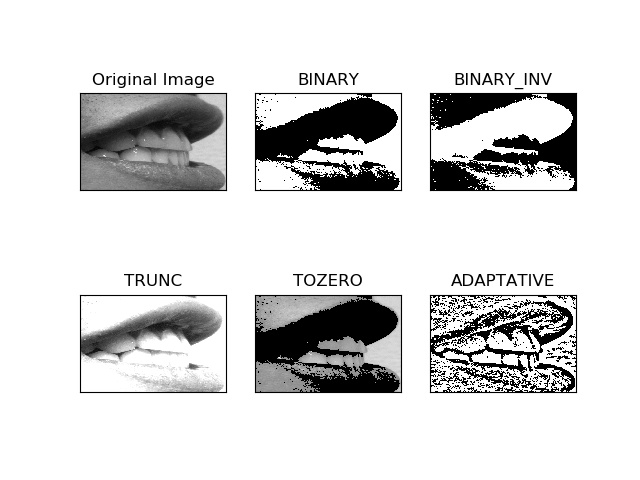 Original Image
BINARY
BINARY_INV
TRUNC
TOZERO
ADAPTATIVE